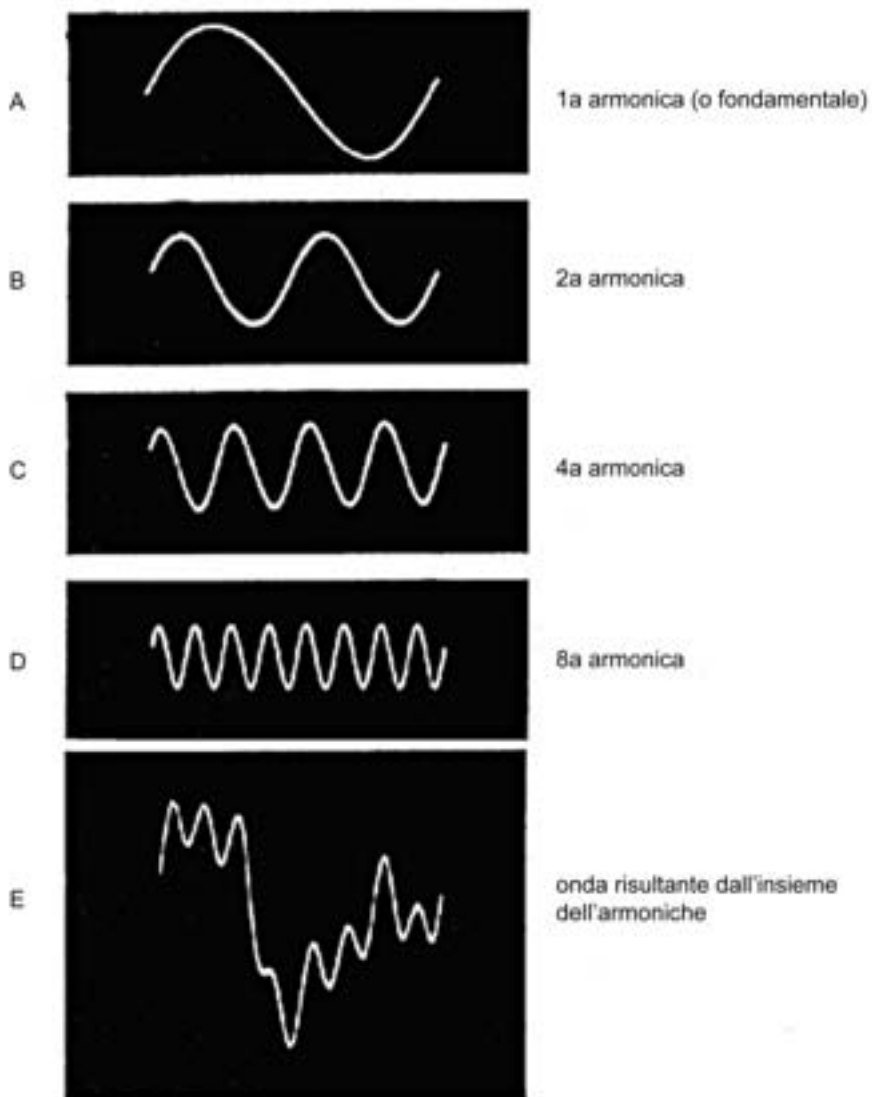 A
1a armonica (o fondamentale)
B
2a armonica
C
4a armonica
D
8a armonica
E
onda risultante dall'insieme
dell'armoniche